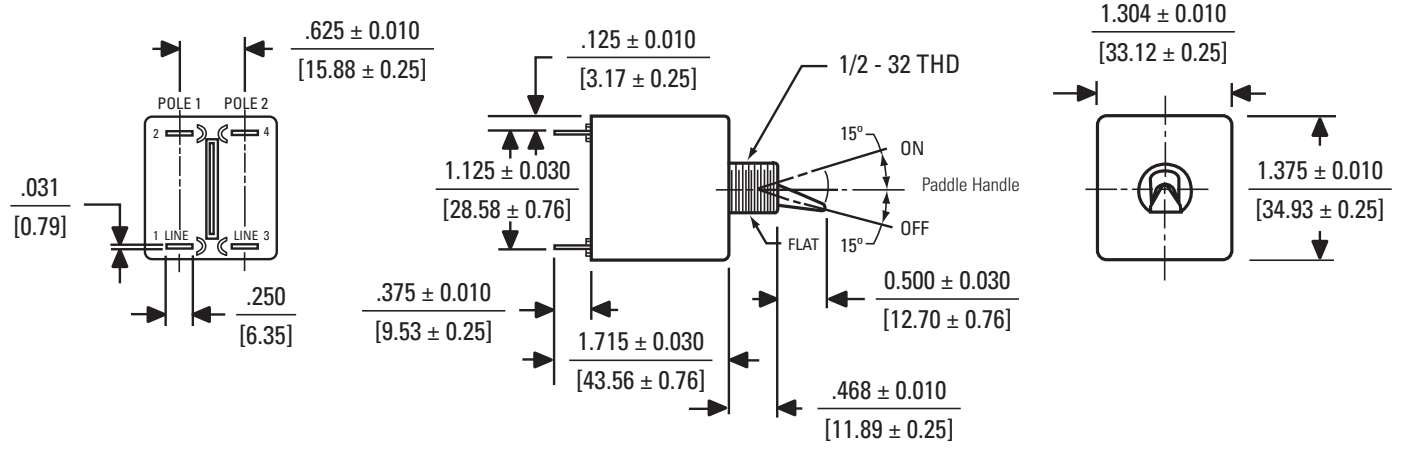 .625 ± 0.010
[15.88 ± 0.25]
POLE 1 POLE 2
2 4
1 LINE LINE 3
.031
[0.79]
.250
[6.35]
.125 ± 0.010
[3.17 ± 0.25]
1/2 - 32 THD
1.125 ± 0.030
[28.58 ± 0.76]
15º
ON
Paddle Handle
OFF
15º
FLAT
.375 ± 0.010
[9.53 ± 0.25]
1.715 ± 0.030
[43.56 ± 0.76]
0.500 ± 0.030
[12.70 ± 0.76]
.468 ± 0.010
[11.89 ± 0.25]
1.304 ± 0.010
[33.12 ± 0.25]
1.375 ± 0.010
[34.93 ± 0.25]